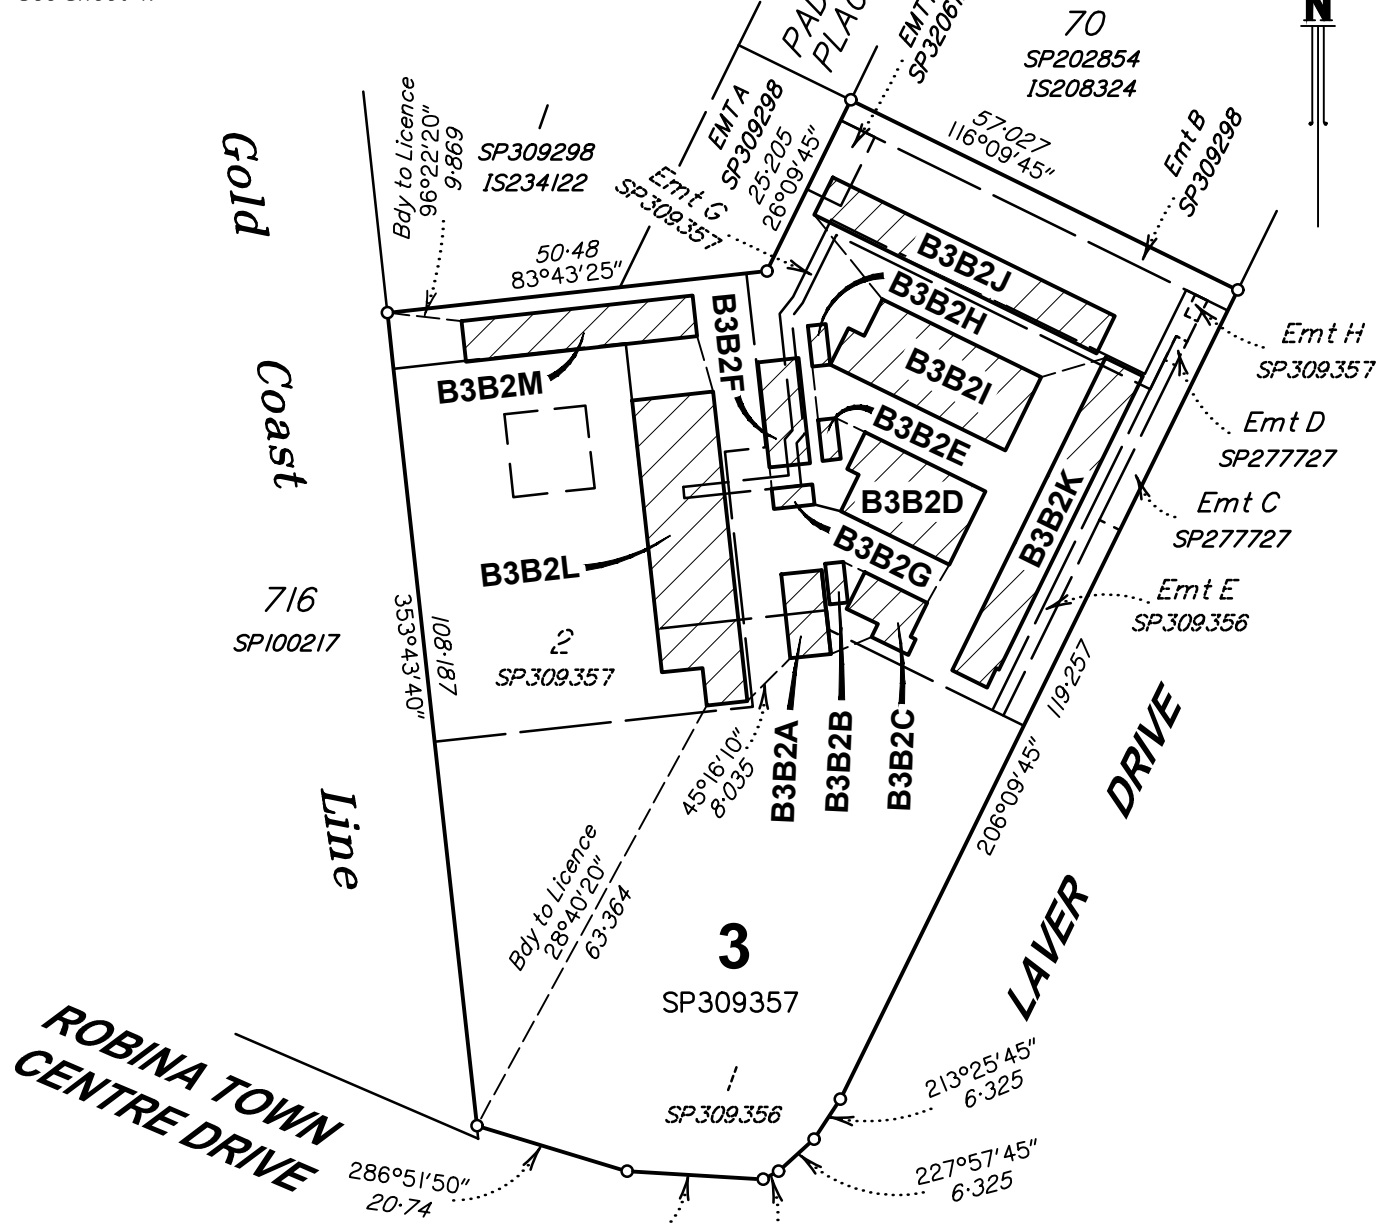 70
SP202854
IS208324
N
EMT A
SP309298
25·205
26°09'45"
57·027
116°09'45"
Emt B
SP309298
Bdy to Licence
96°22'20"
9·869
1
SP309298
IS234122
Emt G
SP309357
50·48
83°43'25"
Gold
Coast
Line
B3B2J
B3B2H
B3B2I
B3B2F
B3B2M
B3B2E
B3B2D
B3B2K
B3B2G
B3B2L
Emt H
SP309357
Emt D
SP277727
Emt C
SP277727
Emt E
SP309356
716
SP100217
353°43'40"
108·187
2
SP309357
B3B2A
B3B2B
B3B2C
45°16'10"
8·035
119·257
206°09'45"
LAVER DRIVE
Bdy to Licence
28°40'20"
63·364
3
SP309357
SP309356
ROBINA TOWN
CENTRE DRIVE
213°25'45"
6·325
227°57'45"
6·325
286°51'50"
20·74